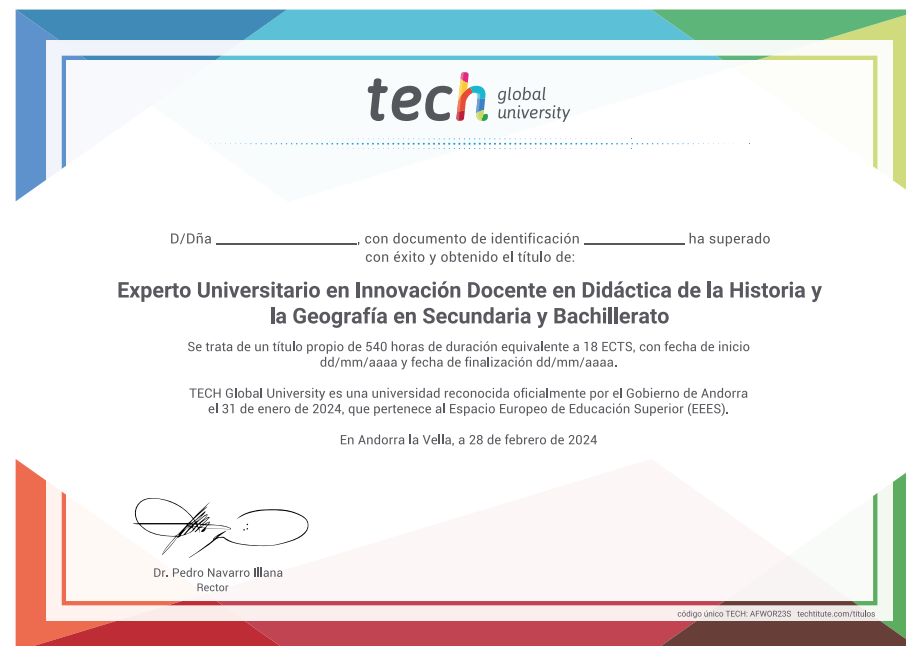 tech global
university
D/Dña ______________, con documento de identificación __________ ha superado
con éxito y obtenido el título de:
Experto Universitario en Innovación Docente en Didáctica de la Historia y
la Geografía en Secundaria y Bachillerato
Se trata de un título propio de 540 horas de duración equivalente a 18 ECTS, con fecha de inicio
dd/mm/aaaa y fecha de finalización dd/mm/aaaa.
TECH Global University es una universidad reconocida oficialmente por el Gobierno de Andorra
el 31 de enero de 2024, que pertenece al Espacio Europeo de Educación Superior (EEES).
En Andorra la Vella, a 28 de febrero de 2024
Dr. Pedro Navarro Illana
Rector
código único TECH: AFWOR23S techtitute.com/titulos